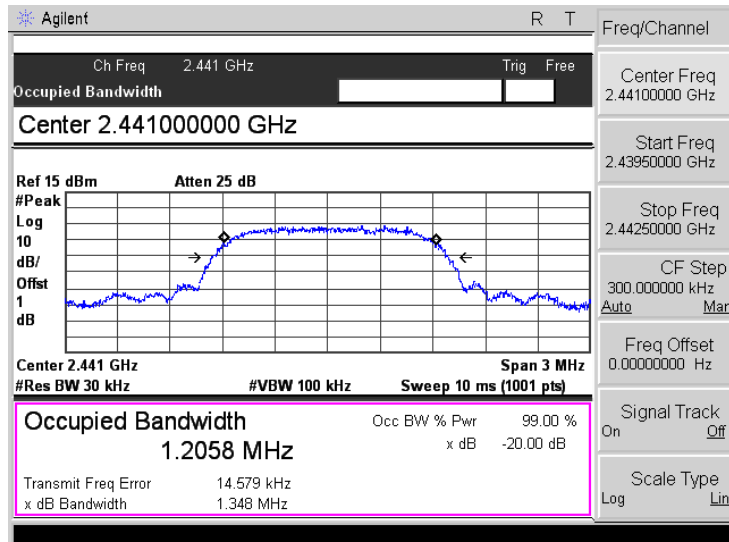 Agilent R T
Ch Freq 2.441 GHz Trig Free
Occupied Bandwidth
Center 2.441000000 GHz
Ref 15 dBm Atten 25 dB
#Peak
Log
10
dB/
Offst
1
dB
Center 2.441 GHz Span 3 MHz
#Res BW 30 kHz #VBW 100 kHz Sweep 10 ms (1001 pts)
Occupied Bandwidth Occ BW % Pwr 99.00 %
1.2058 MHz x dB -20.00 dB
Transmit Freq Error 14.579 kHz
x dB Bandwidth 1.348 MHz
Freq/Channel
Center Freq
2.44100000 GHz
Start Freq
2.43950000 GHz
Stop Freq
2.44250000 GHz
CF Step
300.000000 kHz
Auto Man
Freq Offset
0.00000000 Hz
Signal Track
On Off
Scale Type
Log Lin